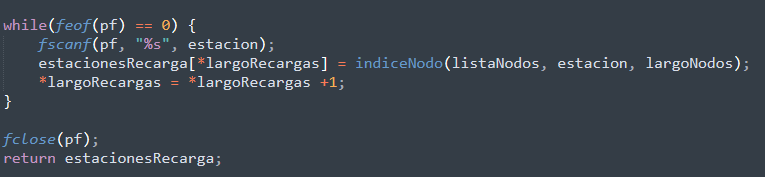 while(feof(pf) == 0) {
fscanf(pf, "%s", estacion);
estacionesRecarga[*largoRecargas] = indiceNodo(listaNodos, estacion, largoNodos);
*largoRecargas = *largoRecargas +1;
}
fclose(pf);
return estacionesRecarga;